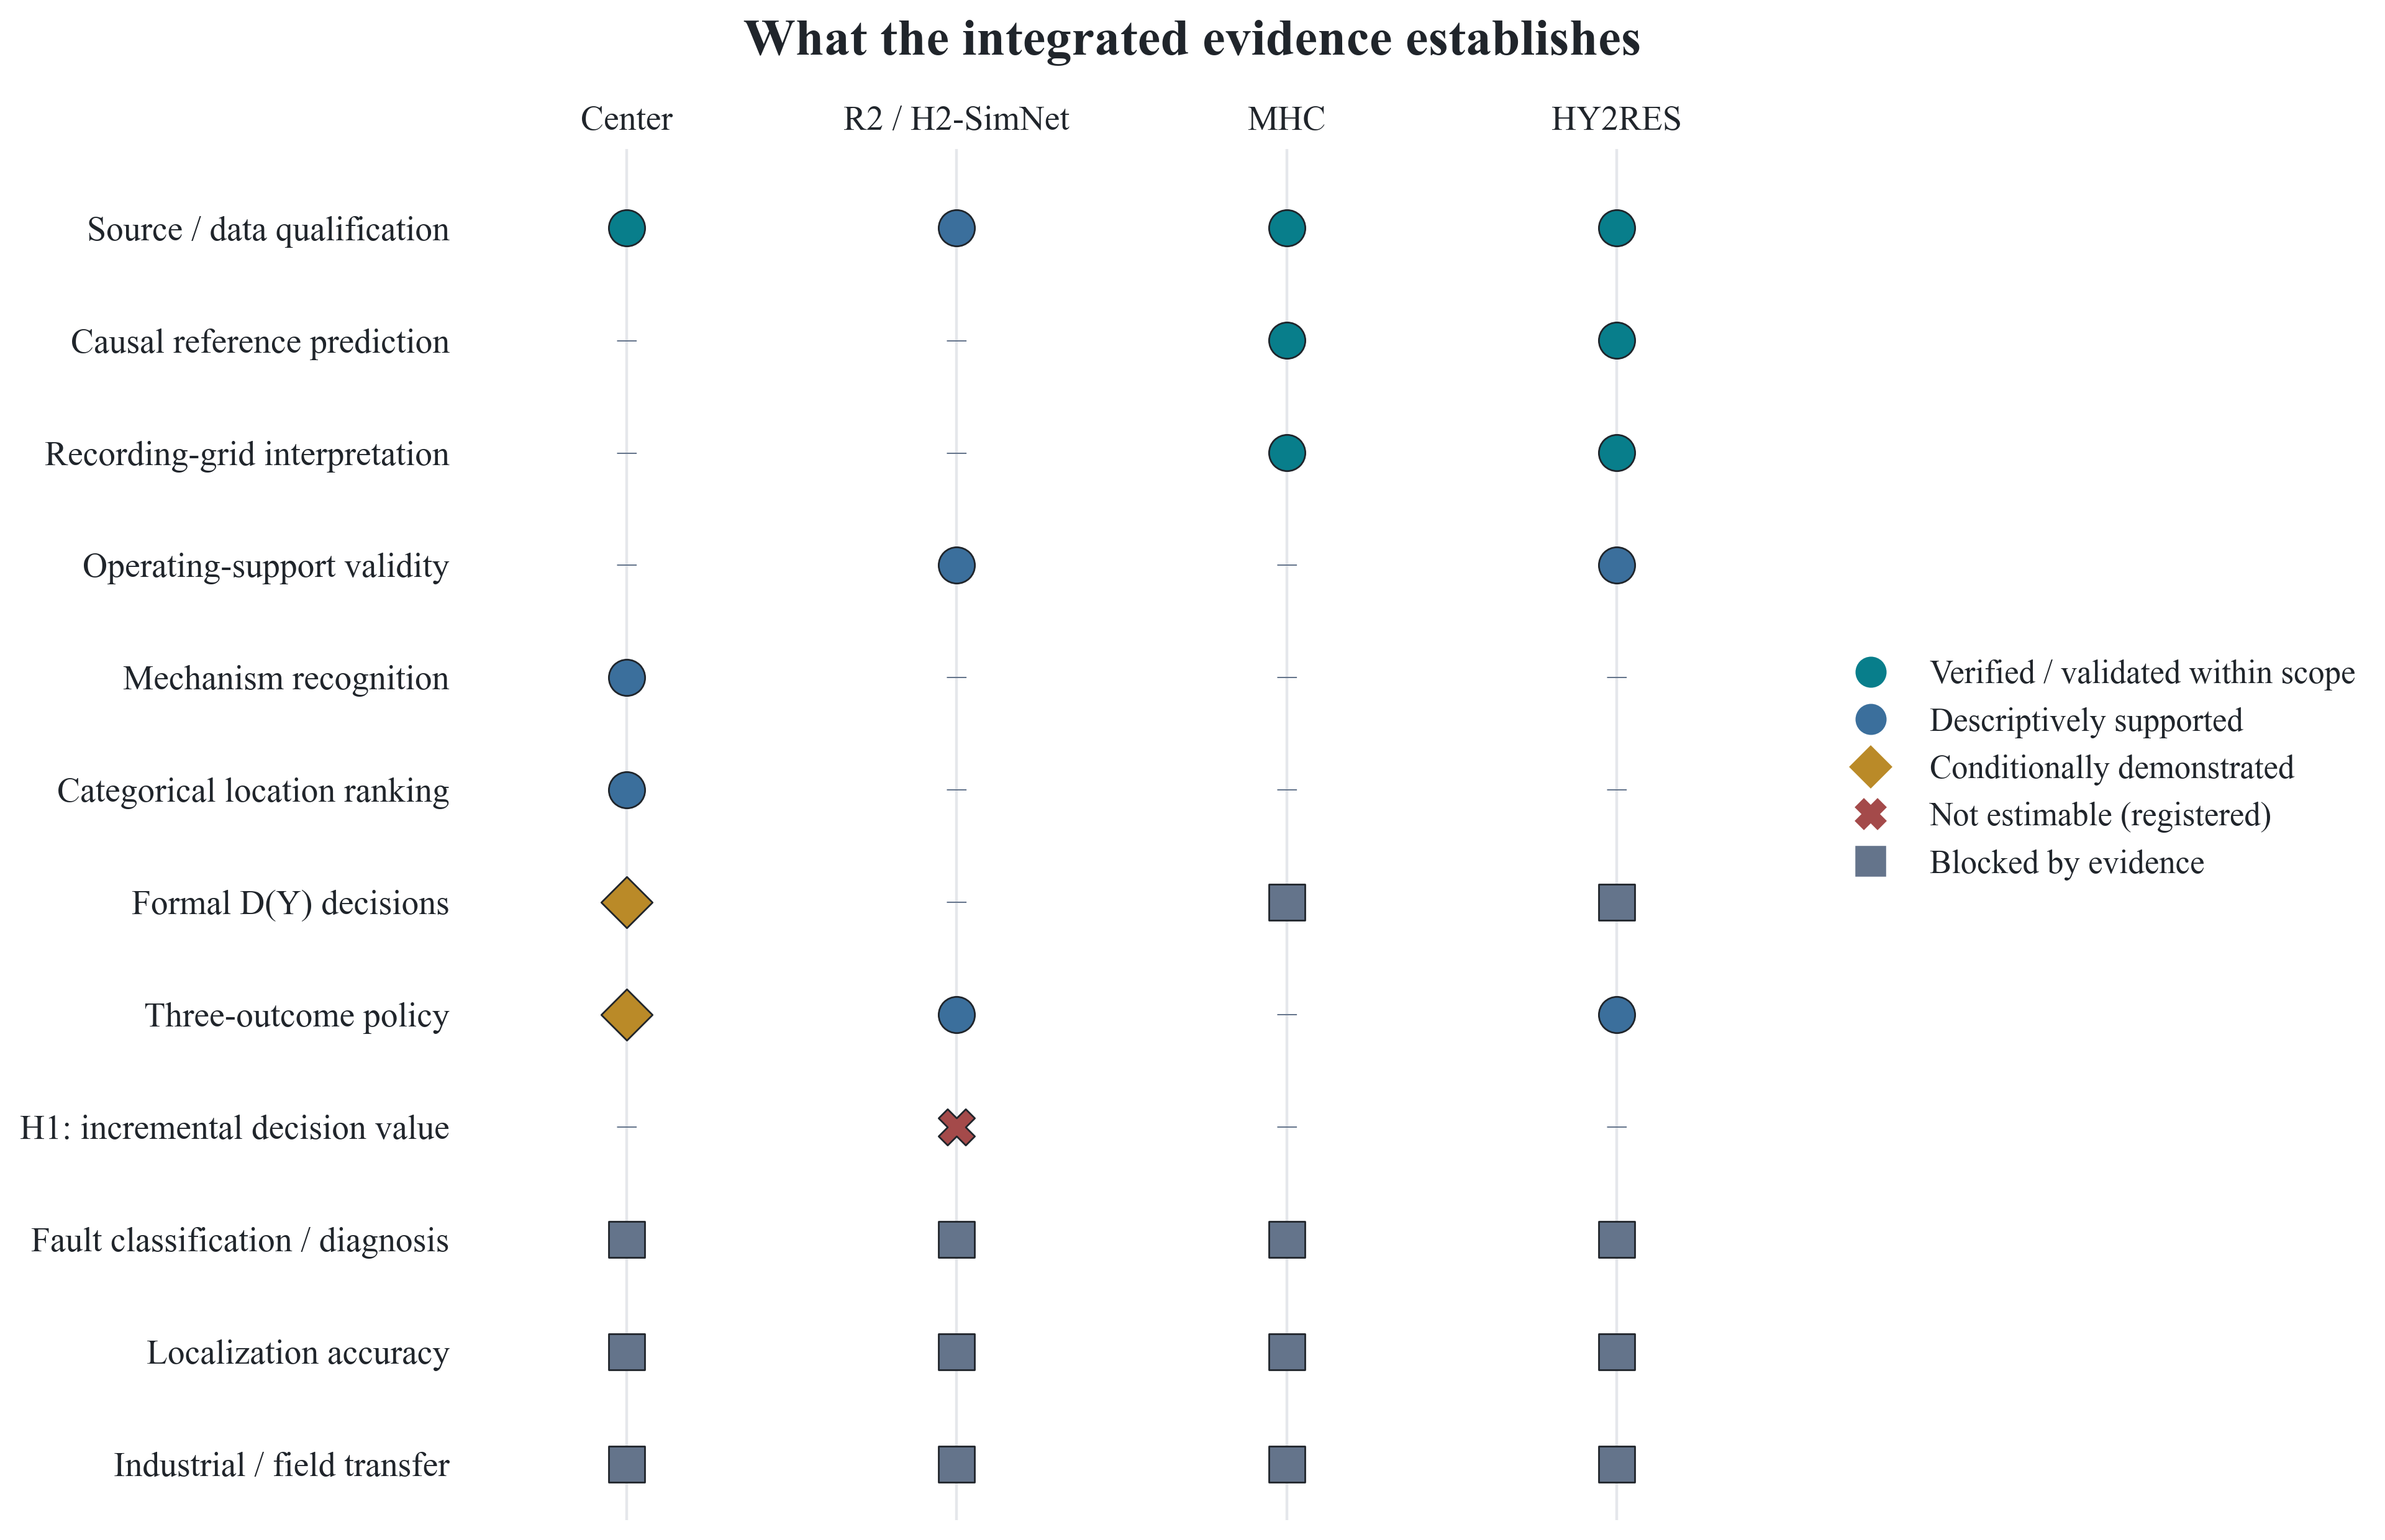 What the integrated evidence establishes
Center
R2 / H2-SimNet
MHC
HY2RES
Source / data qualification
Causal reference prediction
Recording-grid interpretation
Operating-support validity
Mechanism recognition
Categorical location ranking
Formal D(Y) decisions
Three-outcome policy
H1: incremental decision value
Fault classification / diagnosis
Localization accuracy
Industrial / field transfer
Verified / validated within scope
Descriptively supported
Conditionally demonstrated
Not estimable (registered)
Blocked by evidence